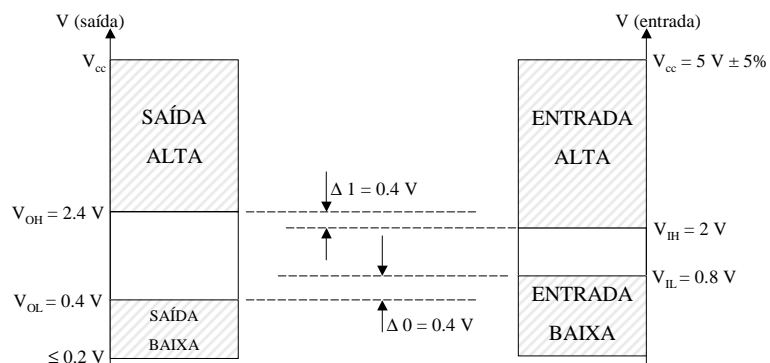 V (saída)
V (entrada)
Vcc
Vcc = 5 V ± 5%
SAÍDA
ALTA
ENTRADA
ALTA
Δ 1 = 0.4 V
VOH = 2.4 V
VIH = 2 V
VIL = 0.8 V
VOL = 0.4 V
ENTRADA
BAIXA
SAÍDA
BAIXA
Δ 0 = 0.4 V
≤ 0.2 V